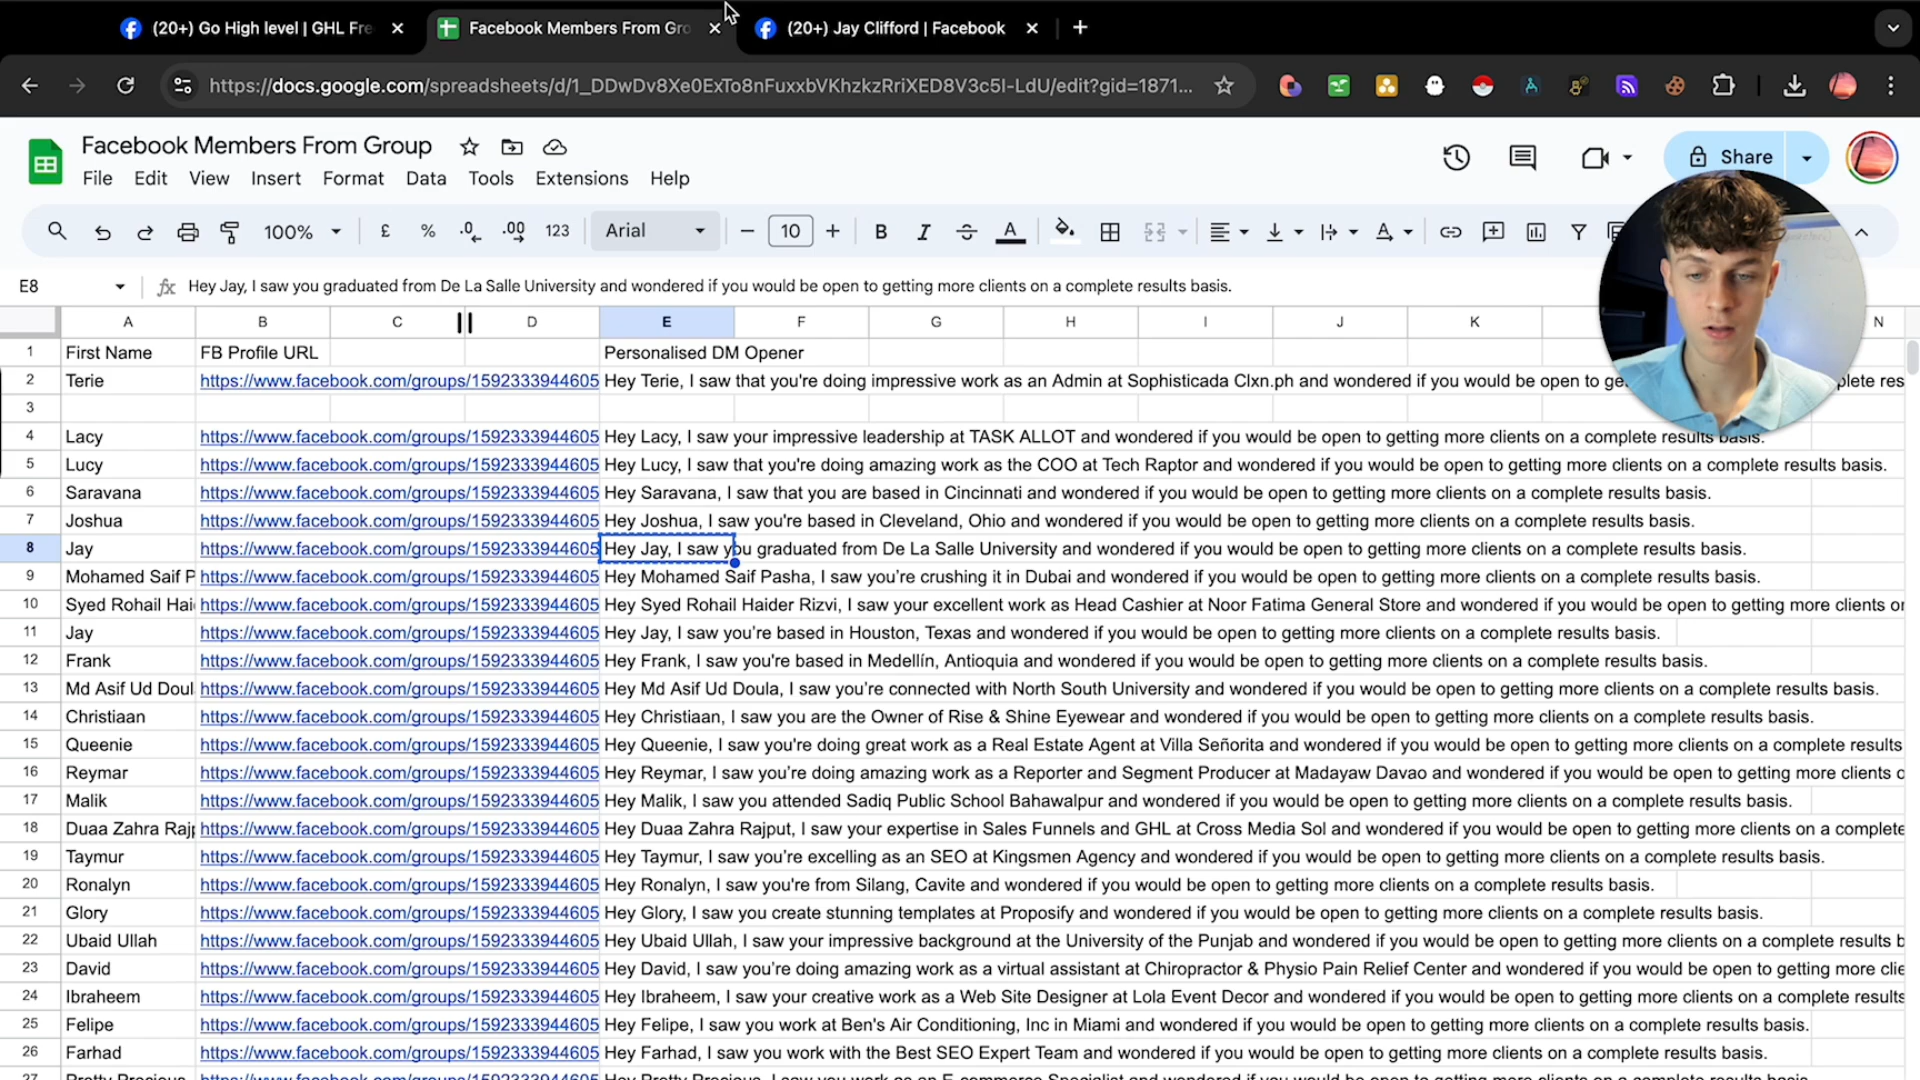 (20+) Go High level | GHL Fre
Facebook Members From Gro
(20+) Jay Clifford | Facebook
https://docs.google.com/spreadsheets/d/1_DDwDv8Xe0ExTo8nFuxxbVKhzkzRriXED8V3c5I-LdU/edit?gid=1871...
Facebook Members From Group
File Edit View Insert Format Data Tools Extensions Help
Share
100% £ % .0 .00 123 Arial 10 B I A
E8 fx Hey Jay, I saw you graduated from De La Salle University and wondered if you would be open to getting more clients on a complete results basis.
A B C D E F G H I J K N
1 First Name FB Profile URL Personalised DM Opener
2 Terie https://www.facebook.com/groups/1592333944605 Hey Terie, I saw that you're doing impressive work as an Admin at Sophisticada Clxn.ph and wondered if you would be open to ge plete res
3
4 Lacy https://www.facebook.com/groups/1592333944605 Hey Lacy, I saw your impressive leadership at TASK ALLOT and wondered if you would be open to getting more clients on a complete results basis.
5 Lucy https://www.facebook.com/groups/1592333944605 Hey Lucy, I saw that you're doing amazing work as the COO at Tech Raptor and wondered if you would be open to getting more clients on a complete results basis.
6 Saravana https://www.facebook.com/groups/1592333944605 Hey Saravana, I saw that you are based in Cincinnati and wondered if you would be open to getting more clients on a complete results basis.
7 Joshua https://www.facebook.com/groups/1592333944605 Hey Joshua, I saw you're based in Cleveland, Ohio and wondered if you would be open to getting more clients on a complete results basis.
8 Jay https://www.facebook.com/groups/1592333944605 Hey Jay, I saw you graduated from De La Salle University and wondered if you would be open to getting more clients on a complete results basis.
9 Mohamed Saif P https://www.facebook.com/groups/1592333944605 Hey Mohamed Saif Pasha, I saw you're crushing it in Dubai and wondered if you would be open to getting more clients on a complete results basis.
10 Syed Rohail Hai https://www.facebook.com/groups/1592333944605 Hey Syed Rohail Haider Rizvi, I saw your excellent work as Head Cashier at Noor Fatima General Store and wondered if you would be open to getting more clients or
11 Jay https://www.facebook.com/groups/1592333944605 Hey Jay, I saw you're based in Houston, Texas and wondered if you would be open to getting more clients on a complete results basis.
12 Frank https://www.facebook.com/groups/1592333944605 Hey Frank, I saw you're based in Medellín, Antioquia and wondered if you would be open to getting more clients on a complete results basis.
13 Md Asif Ud Doul https://www.facebook.com/groups/1592333944605 Hey Md Asif Ud Doula, I saw you're connected with North South University and wondered if you would be open to getting more clients on a complete results basis.
14 Christiaan https://www.facebook.com/groups/1592333944605 Hey Christiaan, I saw you are the Owner of Rise & Shine Eyewear and wondered if you would be open to getting more clients on a complete results basis.
15 Queenie https://www.facebook.com/groups/1592333944605 Hey Queenie, I saw you're doing great work as a Real Estate Agent at Villa Señorita and wondered if you would be open to getting more clients on a complete results
16 Reymar https://www.facebook.com/groups/1592333944605 Hey Reymar, I saw you're doing amazing work as a Reporter and Segment Producer at Madayaw Davao and wondered if you would be open to getting more clients o
17 Malik https://www.facebook.com/groups/1592333944605 Hey Malik, I saw you attended Sadiq Public School Bahawalpur and wondered if you would be open to getting more clients on a complete results basis.
18 Duaa Zahra Rajp https://www.facebook.com/groups/1592333944605 Hey Duaa Zahra Rajput, I saw your expertise in Sales Funnels and GHL at Cross Media Sol and wondered if you would be open to getting more clients on a complete
19 Taymur https://www.facebook.com/groups/1592333944605 Hey Taymur, I saw you're excelling as an SEO at Kingsmen Agency and wondered if you would be open to getting more clients on a complete results basis.
20 Ronalyn https://www.facebook.com/groups/1592333944605 Hey Ronalyn, I saw you're from Silang, Cavite and wondered if you would be open to getting more clients on a complete results basis.
21 Glory https://www.facebook.com/groups/1592333944605 Hey Glory, I saw you create stunning templates at Proposify and wondered if you would be open to getting more clients on a complete results basis.
22 Ubaid Ullah https://www.facebook.com/groups/1592333944605 Hey Ubaid Ullah, I saw your impressive background at the University of the Punjab and wondered if you would be open to getting more clients on a complete results b
23 David https://www.facebook.com/groups/1592333944605 Hey David, I saw you're doing amazing work as a virtual assistant at Chiropractor & Physio Pain Relief Center and wondered if you would be open to getting more clie
24 Ibraheem https://www.facebook.com/groups/1592333944605 Hey Ibraheem, I saw your creative work as a Web Site Designer at Lola Event Decor and wondered if you would be open to getting more clients on a complete results
25 Felipe https://www.facebook.com/groups/1592333944605 Hey Felipe, I saw you work at Ben's Air Conditioning, Inc in Miami and wondered if you would be open to getting more clients on a complete results basis.
26 Farhad https://www.facebook.com/groups/1592333944605 Hey Farhad, I saw you work with the Best SEO Expert Team and wondered if you would be open to getting more clients on a complete results basis.
27 Pretty Precious https://www.facebook.com/groups/1592333944605 Hey Pretty Precious, I saw you work as an E-commerce Specialist and wondered if you would be open to getting more clients on a complete results basis.